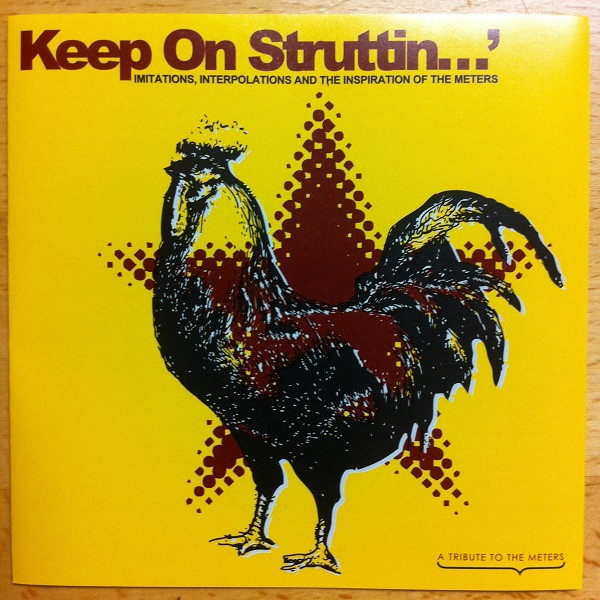 Keep On Struttin...’
IMITATIONS, INTERPOLATIONS AND THE INSPIRATION OF THE METERS
A TRIBUTE TO THE METERS